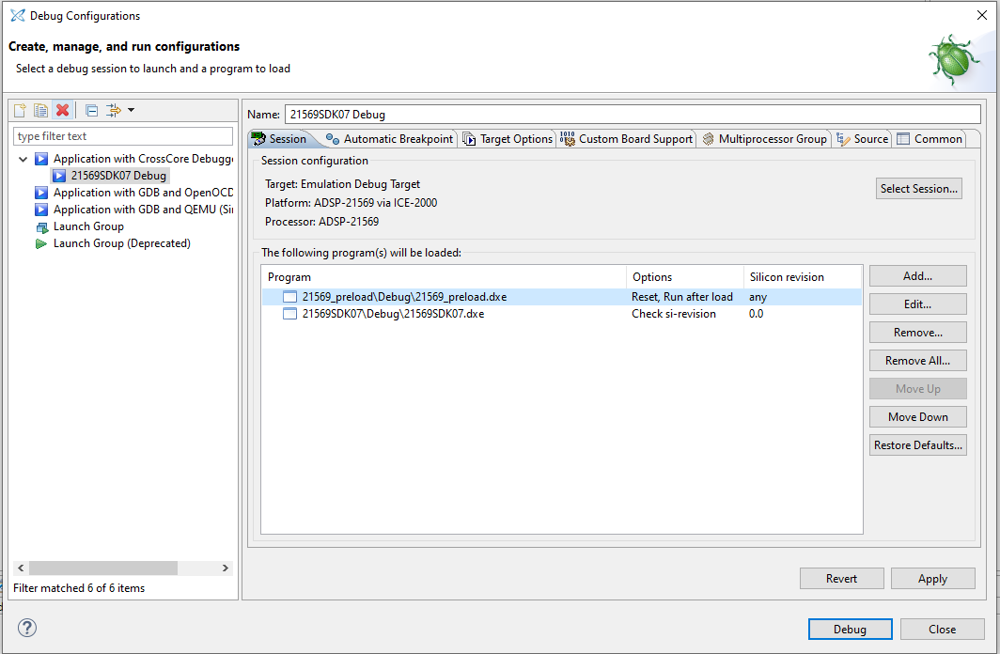 Debug Configurations
Create, manage, and run configurations
Select a debug session to launch and a program to load
type filter text
Application with CrossCore Debugge
21569SDK07 Debug
Application with GDB and OpenOCD
Application with GDB and QEMU (Si
Launch Group
Launch Group (Deprecated)
Filter matched 6 of 6 items
Name: 21569SDK07 Debug
Session Automatic Breakpoint Target Options Custom Board Support Multiprocessor Group Source Common
Session configuration
Target: Emulation Debug Target
Platform: ADSP-21569 via ICE-2000
Processor: ADSP-21569
Select Session...
The following program(s) will be loaded:
Program Options Silicon revision
21569_preload\Debug\21569_preload.dxe Reset, Run after load any
21569SDK07\Debug\21569SDK07.dxe Check si-revision 0.0
Add...
Edit...
Remove...
Remove All...
Move Up
Move Down
Restore Defaults...
Revert Apply
Debug Close